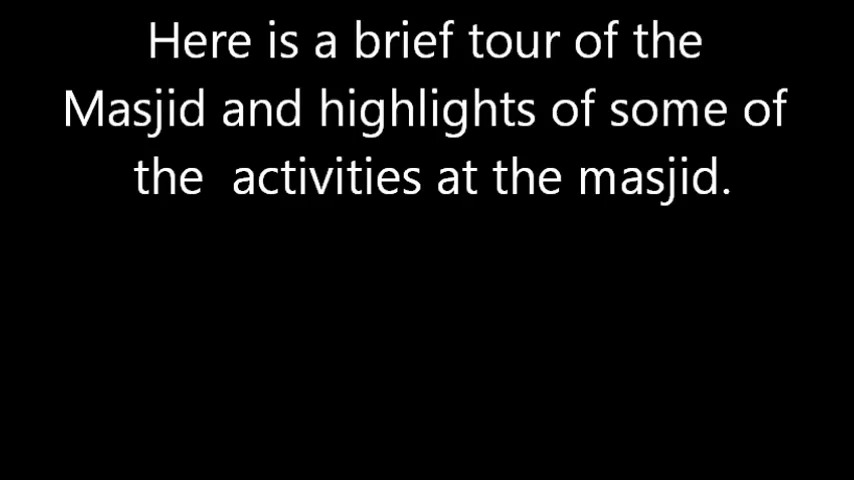 Here is a brief tour of the
Masjid and highlights of some of
the  activities at the masjid.